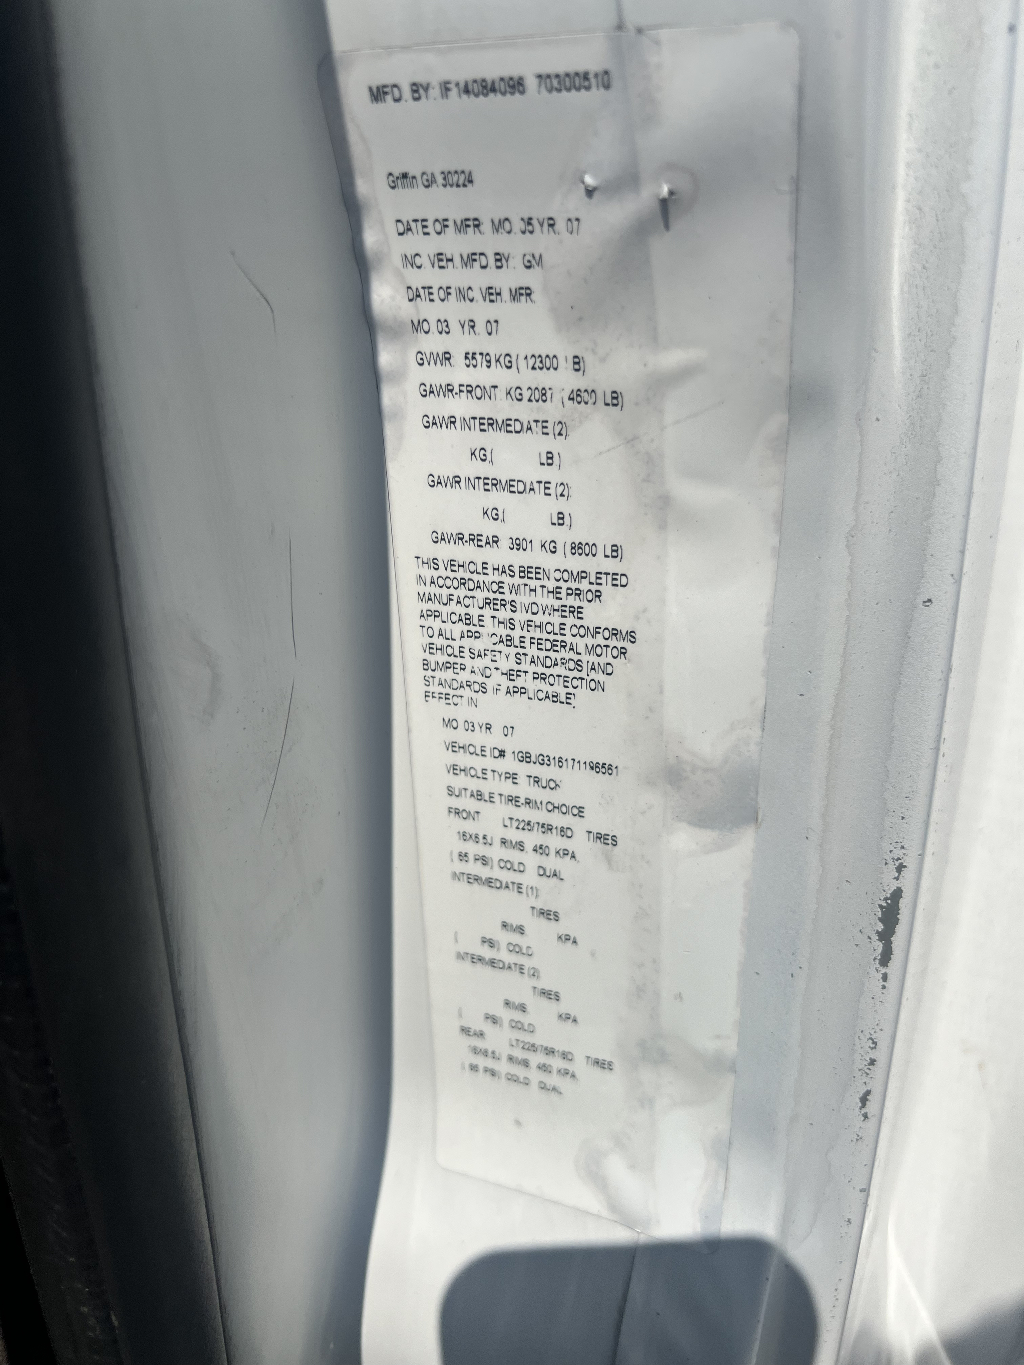 MFD. BY: IF14084096 70300510
Griffin GA 30224
DATE OF MFR: MO. 05 YR. 07
INC. VEH. MFD. BY: GM
DATE OF INC. VEH. MFR:
MO. 03 YR. 07
GVWR: 5579 KG ( 12300 LB)
GAWR-FRONT: KG 2087 ( 4600 LB)
GAWR INTERMEDIATE (2):
KG.( LB.)
GAWR INTERMEDIATE (2):
KG.( LB.)
GAWR-REAR: 3901 KG ( 8600 LB)
THIS VEHICLE HAS BEEN COMPLETED
IN ACCORDANCE WITH THE PRIOR
MANUFACTURER'S IVD WHERE
APPLICABLE. THIS VEHICLE CONFORMS
TO ALL APPLICABLE FEDERAL MOTOR
VEHICLE SAFETY STANDARDS [AND
BUMPER AND THEFT PROTECTION
STANDARDS IF APPLICABLE]
EFFECT IN
MO 03 YR 07
VEHICLE ID# 1GBJG316171196561
VEHICLE TYPE: TRUCK
SUITABLE TIRE-RIM CHOICE
FRONT LT225/75R16D TIRES
16X6.5J RIMS. 450 KPA.
( 65 PSI) COLD DUAL
INTERMEDIATE (1)
TIRES
RIMS. KPA
( PSI) COLD
INTERMEDIATE (2)
TIRES
RIMS. KPA
( PSI) COLD
REAR LT225/75R16D TIRES
16X6.5J RIMS. 450 KPA.
( 65 PSI) COLD DUAL